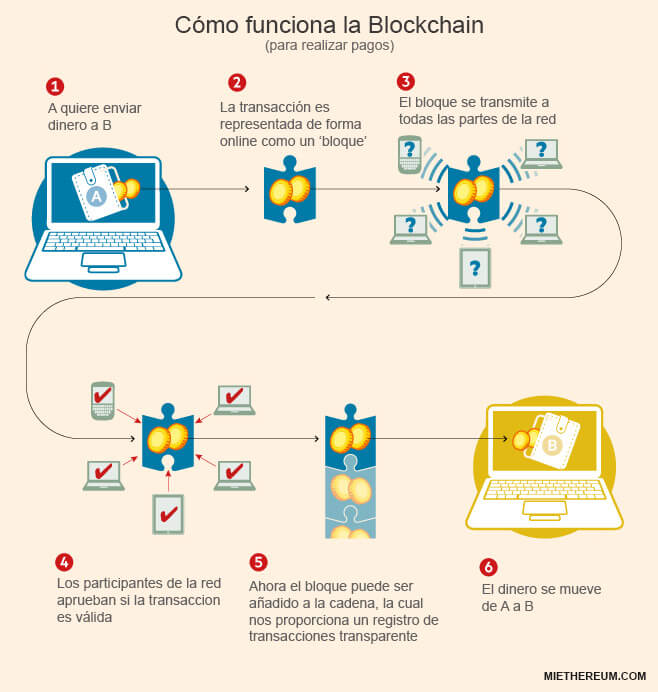 Cómo funciona la Blockchain
(para realizar pagos)
1
A quiere enviar
dinero a B
2
La transacción es
representada de forma
online como un ‘bloque’
3
El bloque se transmite a
todas las partes de la red
A
?
?
?
?
?
B
4
Los participantes de la red
aprueban si la transaccion
es válida
5
Ahora el bloque puede ser
añadido a la cadena, la cual
nos proporciona un registro de
transacciones transparente
6
El dinero se mueve
de A a B
MIETHEREUM.COM